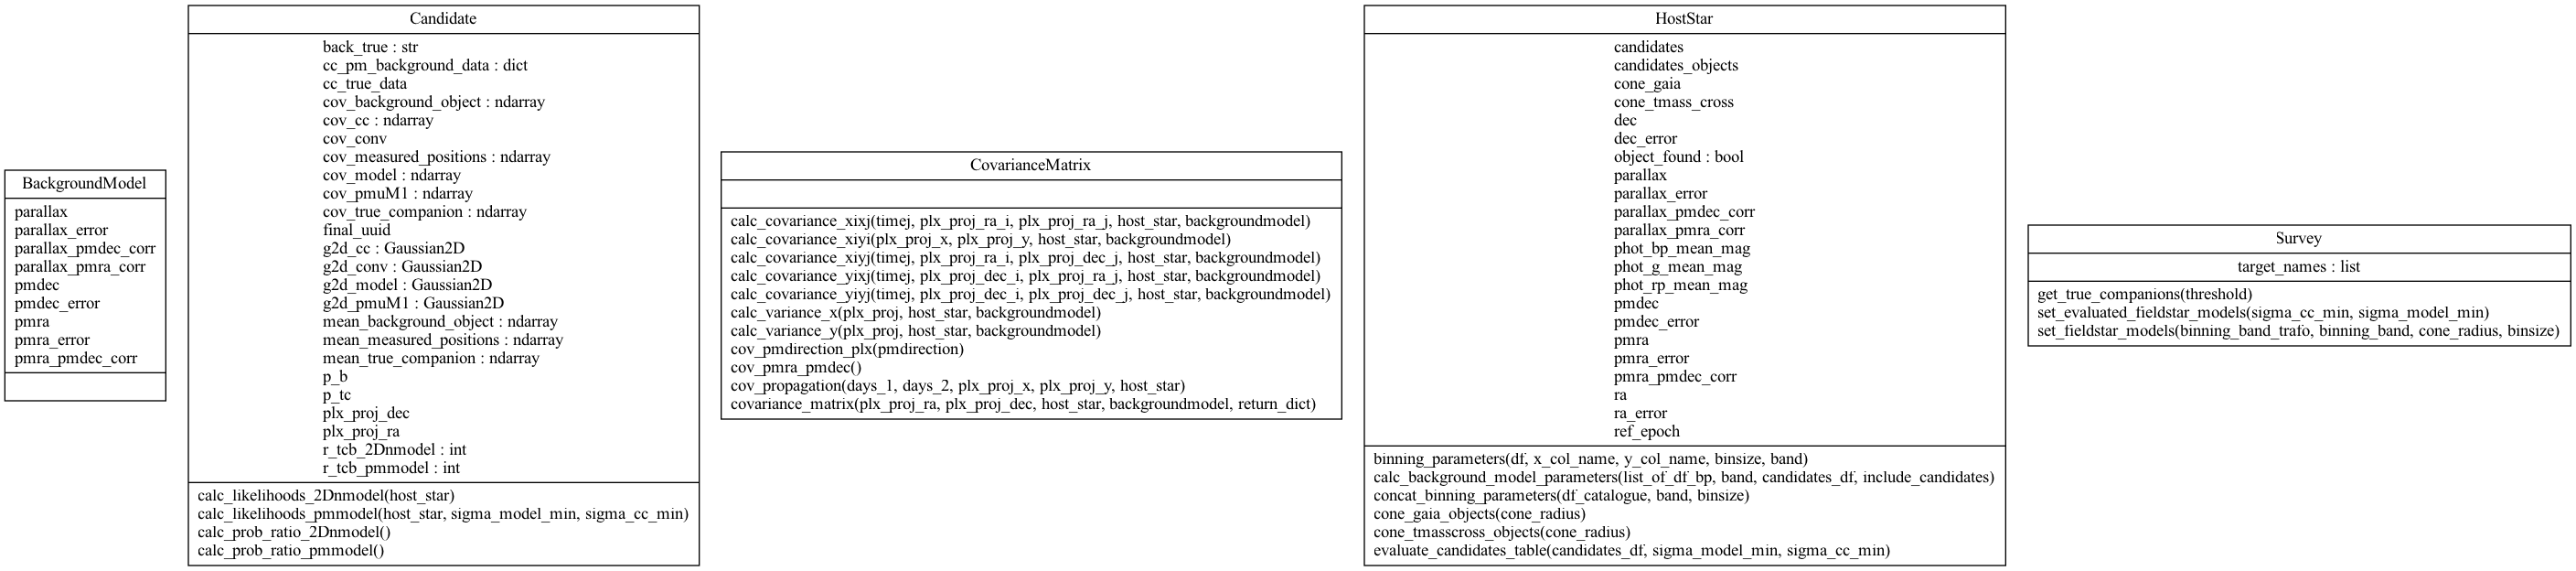 BackgroundModel
parallax
parallax_error
parallax_pmdec_corr
parallax_pmra_corr
pmdec
pmdec_error
pmra
pmra_error
pmra_pmdec_corr
Candidate
back_true : str
cc_pm_background_data : dict
cc_true_data
cov_background_object : ndarray
cov_cc : ndarray
cov_conv
cov_measured_positions : ndarray
cov_model : ndarray
cov_pmuM1 : ndarray
cov_true_companion : ndarray
final_uuid
g2d_cc : Gaussian2D
g2d_conv : Gaussian2D
g2d_model : Gaussian2D
g2d_pmuM1 : Gaussian2D
mean_background_object : ndarray
mean_measured_positions : ndarray
mean_true_companion : ndarray
p_b
p_tc
plx_proj_dec
plx_proj_ra
r_tcb_2Dnmodel : int
r_tcb_pmmodel : int
calc_likelihoods_2Dnmodel(host_star)
calc_likelihoods_pmmodel(host_star, sigma_model_min, sigma_cc_min)
calc_prob_ratio_2Dnmodel()
calc_prob_ratio_pmmodel()
CovarianceMatrix
calc_covariance_xixj(timej, plx_proj_ra_i, plx_proj_ra_j, host_star, backgroundmodel)
calc_covariance_xiyi(plx_proj_x, plx_proj_y, host_star, backgroundmodel)
calc_covariance_xiyj(timej, plx_proj_ra_i, plx_proj_dec_j, host_star, backgroundmodel)
calc_covariance_yixj(timej, plx_proj_dec_i, plx_proj_ra_j, host_star, backgroundmodel)
calc_covariance_yiyj(timej, plx_proj_dec_i, plx_proj_dec_j, host_star, backgroundmodel)
calc_variance_x(plx_proj, host_star, backgroundmodel)
calc_variance_y(plx_proj, host_star, backgroundmodel)
cov_pmdirection_plx(pmdirection)
cov_pmra_pmdec()
cov_propagation(days_1, days_2, plx_proj_x, plx_proj_y, host_star)
covariance_matrix(plx_proj_ra, plx_proj_dec, host_star, backgroundmodel, return_dict)
HostStar
candidates
candidates_objects
cone_gaia
cone_tmass_cross
dec
dec_error
object_found : bool
parallax
parallax_error
parallax_pmdec_corr
parallax_pmra_corr
phot_bp_mean_mag
phot_g_mean_mag
phot_rp_mean_mag
pmdec
pmdec_error
pmra
pmra_error
pmra_pmdec_corr
ra
ra_error
ref_epoch
binning_parameters(df, x_col_name, y_col_name, binsize, band)
calc_background_model_parameters(list_of_df_bp, band, candidates_df, include_candidates)
concat_binning_parameters(df_catalogue, band, binsize)
cone_gaia_objects(cone_radius)
cone_tmasscross_objects(cone_radius)
evaluate_candidates_table(candidates_df, sigma_model_min, sigma_cc_min)
Survey
target_names : list
get_true_companions(threshold)
set_evaluated_fieldstar_models(sigma_cc_min, sigma_model_min)
set_fieldstar_models(binning_band_trafo, binning_band, cone_radius, binsize)